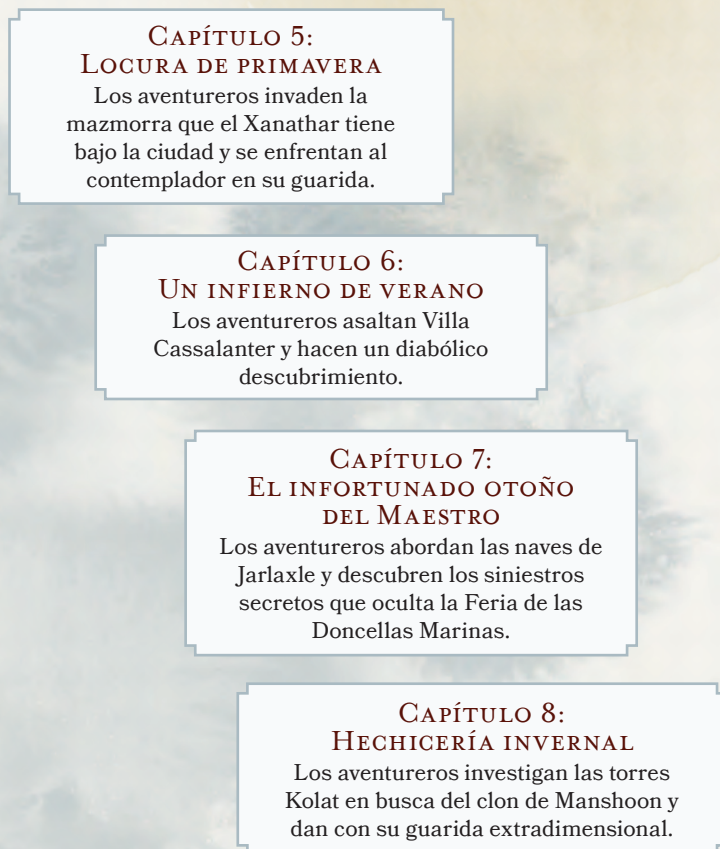 Capítulo 5:
Locura de primavera
Los aventureros invaden la
mazmorra que el Xanathar tiene
bajo la ciudad y se enfrentan al
contemplador en su guarida.
Capítulo 6:
Un infierno de verano
Los aventureros asaltan Villa
Cassalanter y hacen un diabólico
descubrimiento.
Capítulo 7:
El infortunado otoño
del Maestro
Los aventureros abordan las naves de
Jarlaxle y descubren los siniestros
secretos que oculta la Feria de las
Doncellas Marinas.
Capítulo 8:
Hechicería invernal
Los aventureros investigan las torres
Kolat en busca del clon de Manshoon y
dan con su guarida extradimensional.